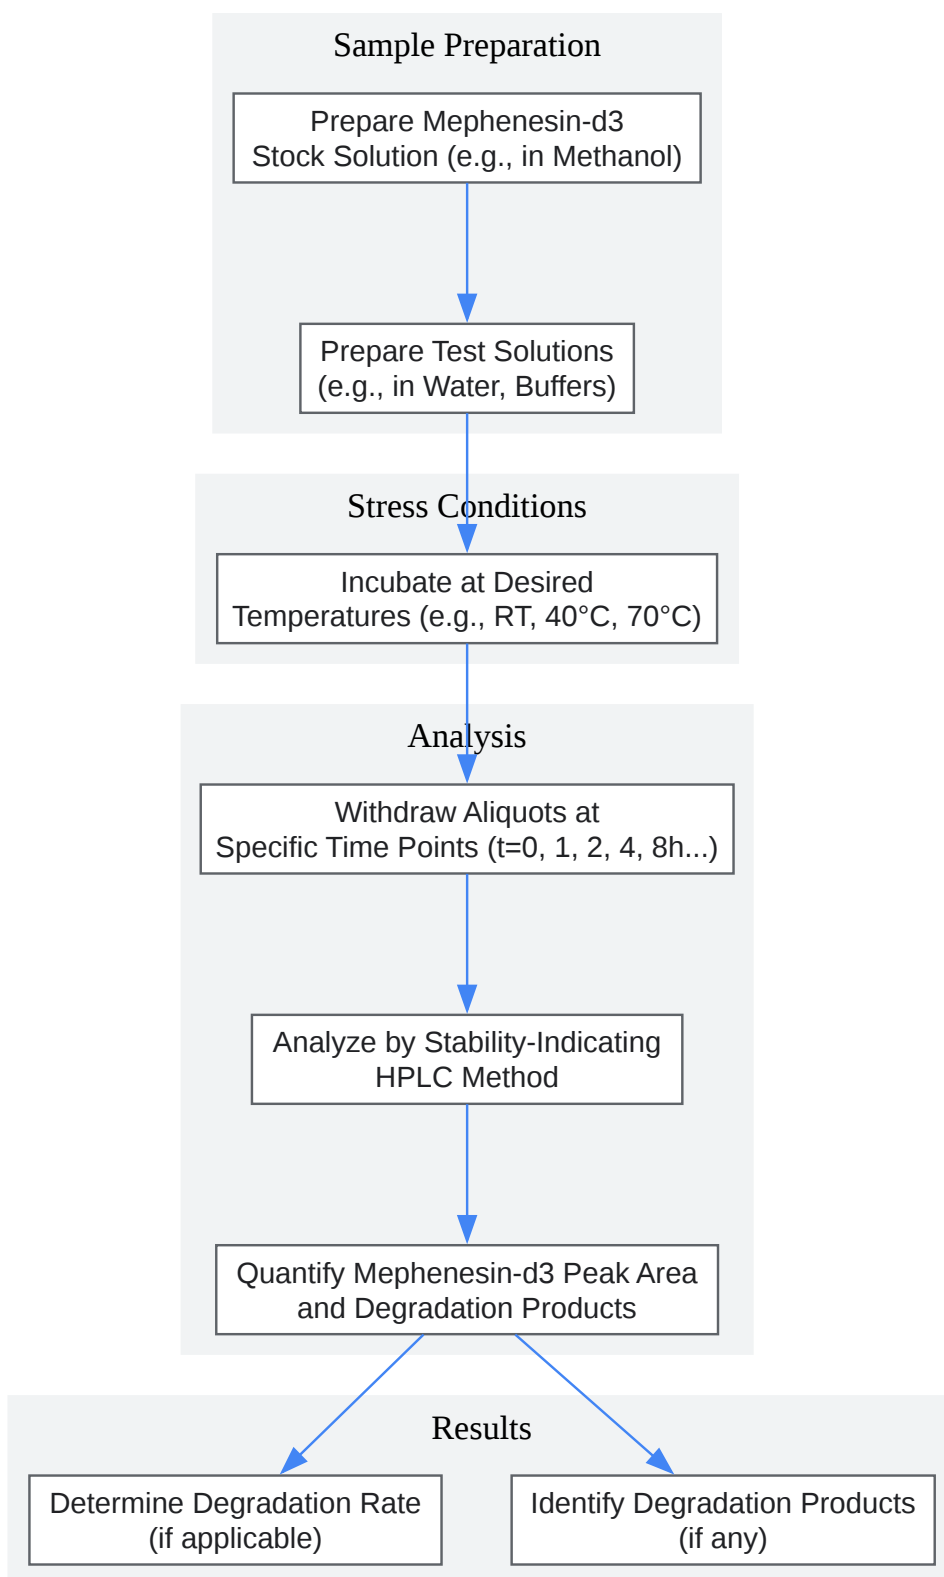 Sample Preparation
Prepare Mephenesin-d3
Stock Solution (e.g., in Methanol)
Prepare Test Solutions
(e.g., in Water, Buffers)
Stress Conditions
Incubate at Desired
Temperatures (e.g., RT, 40°C, 70°C)
Analysis
Withdraw Aliquots at
Specific Time Points (t=0, 1, 2, 4, 8h...)
Analyze by Stability-Indicating
HPLC Method
Quantify Mephenesin-d3 Peak Area
and Degradation Products
Results
Determine Degradation Rate
(if applicable)
Identify Degradation Products
(if any)